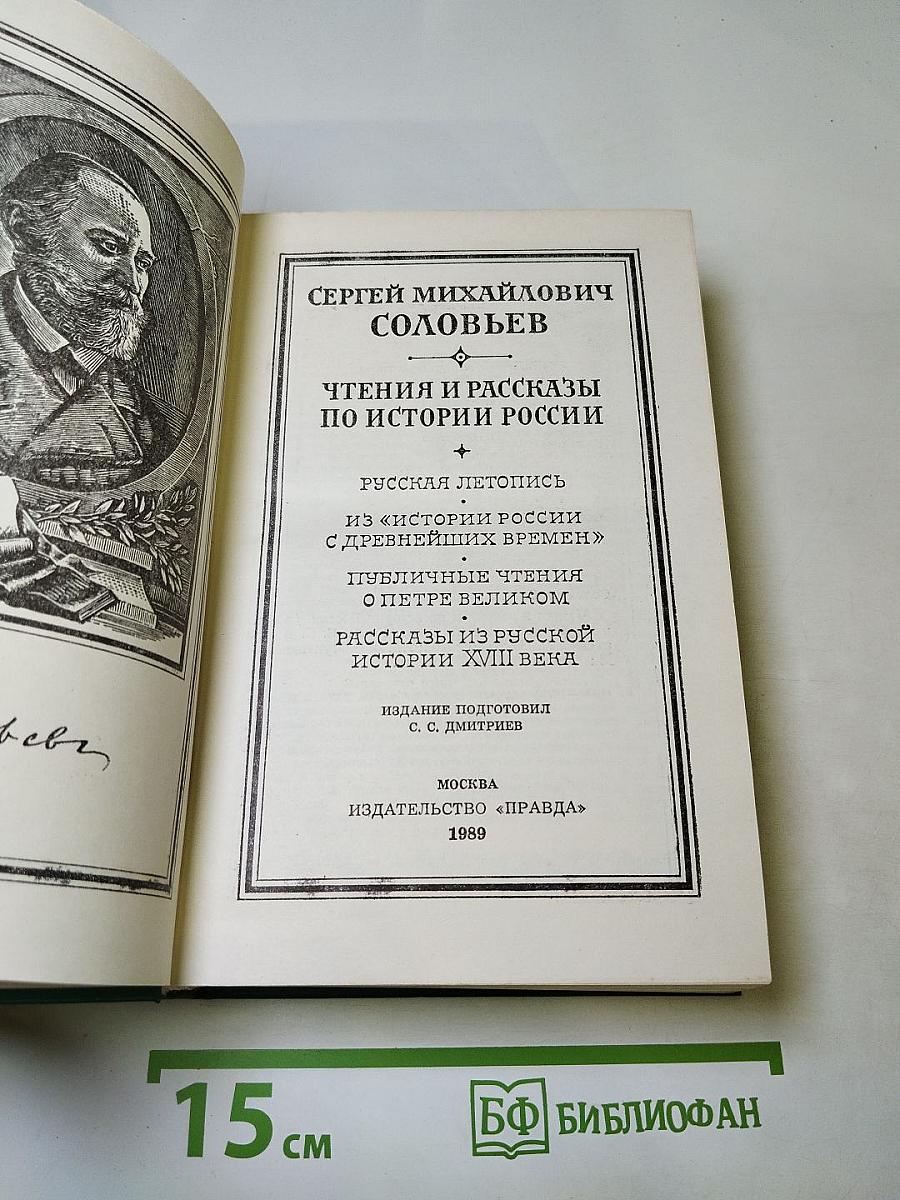 СЕРГЕЙ МИХАЙЛОВИЧ
СОЛОВЬЕВ
ЧТЕНИЯ И РАССКАЗЫ
ПО ИСТОРИИ РОССИИ
РУССКАЯ ЛЕТОПИСЬ
ИЗ «ИСТОРИИ РОССИИ
С ДРЕВНЕЙШИХ ВРЕМЕН»
ПУБЛИЧНЫЕ ЧТЕНИЯ
О ПЕТРЕ ВЕЛИКОМ
РАССКАЗЫ ИЗ РУССКОЙ
ИСТОРИИ XVIII ВЕКА
ИЗДАНИЕ ПОДГОТОВИЛ
С. С. ДМИТРИЕВ
МОСКВА
ИЗДАТЕЛЬСТВО «ПРАВДА»
1989
15 см
БФ БИБЛИОФАН